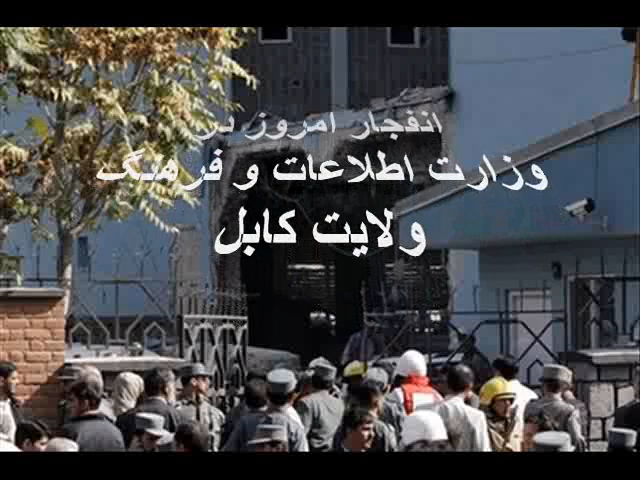 انفجار امروز در
وزارت اطلاعات و فرهنگ
ولایت کابل